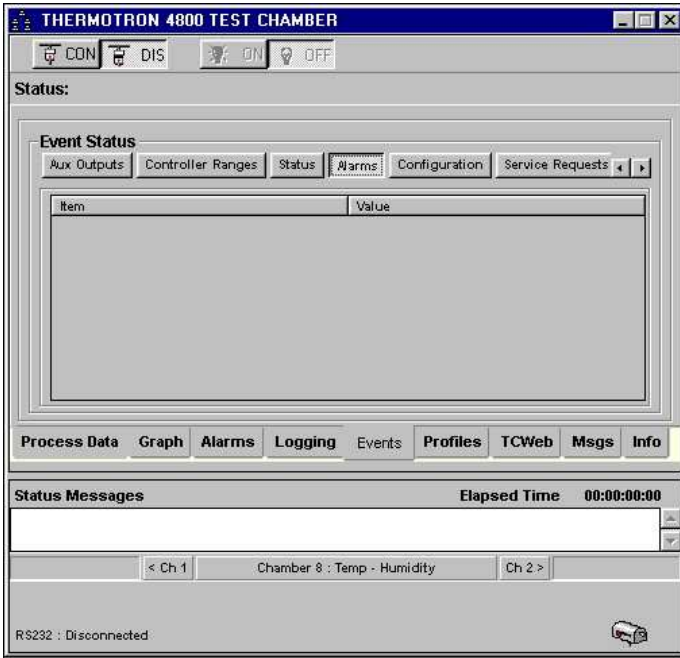 THERMOTRON 4800 TEST CHAMBER
CON DIS ON OFF
Status:
Event Status
Aux Outputs Controller Ranges Status Alarms Configuration Service Requests
Item Value
Process Data Graph Alarms Logging Events Profiles TCWeb Msgs Info
Status Messages Elapsed Time 00:00:00:00
< Ch 1 Chamber 8 : Temp - Humidity Ch 2 >
RS232 : Disconnected